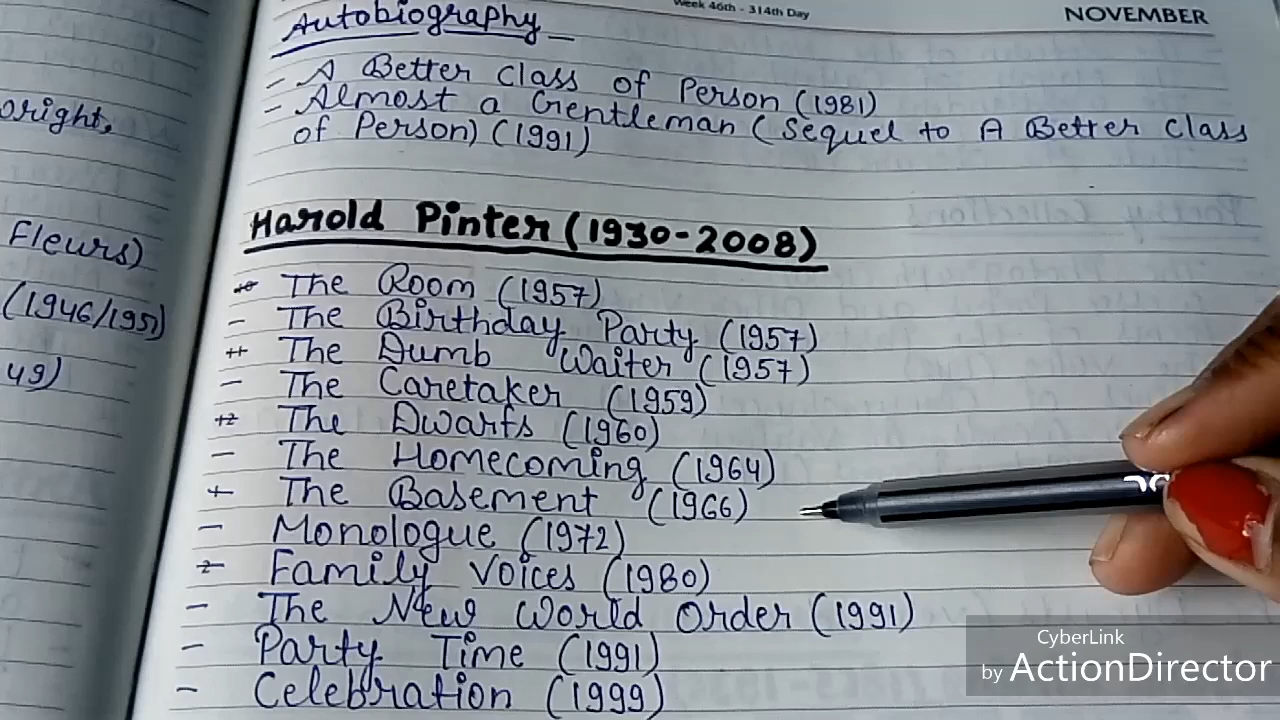 Week 46th - 314th Day
NOVEMBER
Autobiography
- A Better Class of Person (1981)
- Almost a Gentleman (Sequel to A Better Class
of Person) (1991)
oright,
Fleurs)
(1946/1951)
49)
Harold Pinter (1930-2008)
- The Room (1957)
- The Birthday Party (1957)
- The Dumb Waiter (1957)
- The Caretaker (1959)
- The Dwarfs (1960)
- The Homecoming (1964)
- The Basement (1966)
- Monologue (1972)
- Family Voices (1980)
- The New World Order (1991)
- Party Time (1991)
- Celebration (1999)
CyberLink
by ActionDirector